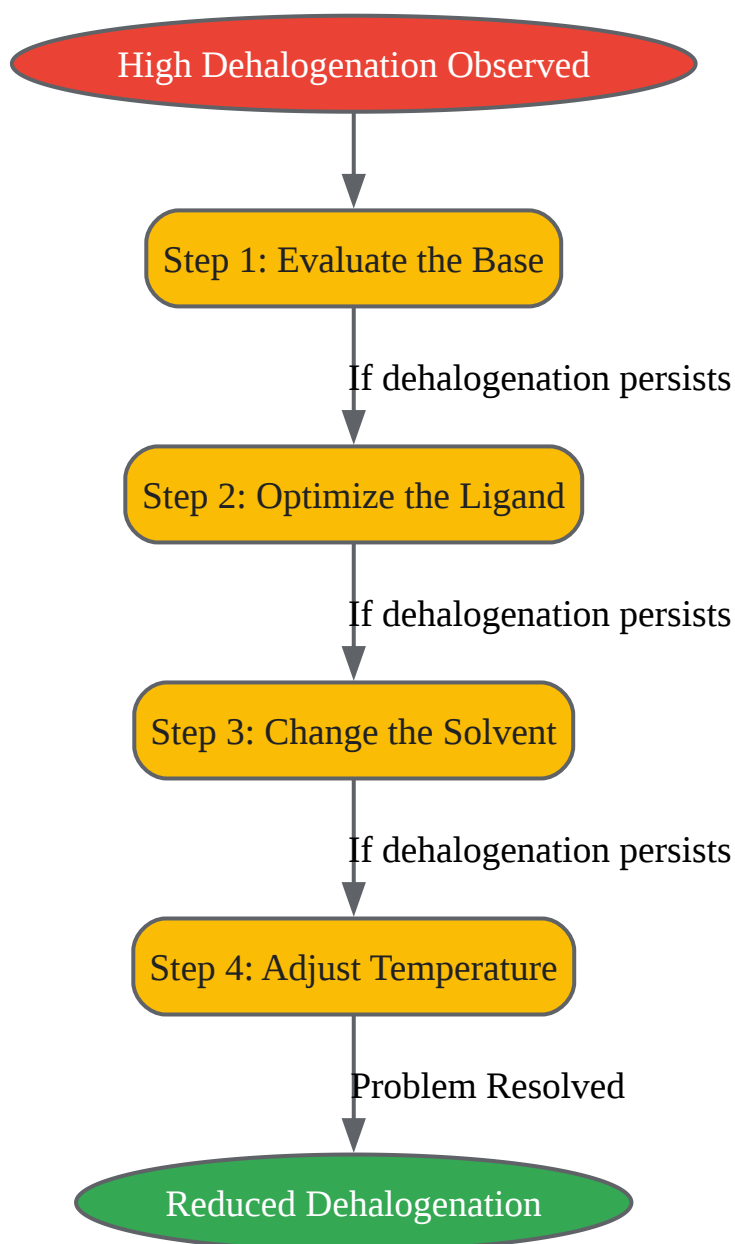 High Dehalogenation Observed
Step 1: Evaluate the Base
If dehalogenation persists
Step 2: Optimize the Ligand
If dehalogenation persists
Step 3: Change the Solvent
If dehalogenation persists
Step 4: Adjust Temperature
Problem Resolved
Reduced Dehalogenation